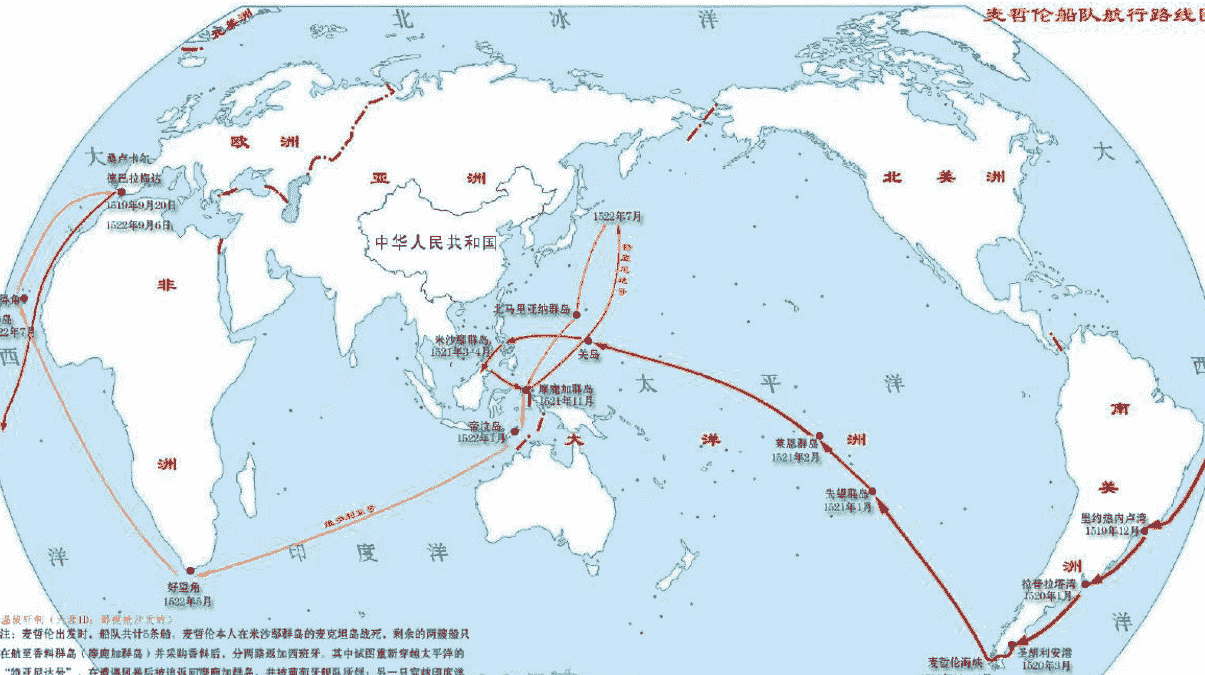 麦哲伦船队航行路线图
北美洲
北 冰 洋
欧 洲
亚 洲
中华人民共和国
大
桑卢卡尔
德巴拉梅达
1519年9月20日
1522年9月6日
非
洲
西
洋
好望角
1522年5月
印 度 洋
1522年7月
北马里亚纳群岛
米沙鄢群岛
1521年3-4月
关岛
摩鹿加群岛
1521年11月
帝汶岛
1522年1月
大 洋 洲
太 平 洋
莱恩群岛
1521年2月
失望群岛
1521年1月
北 美 洲
大
西
洋
南
美
洲
里约热内卢湾
1519年12月
拉普拉塔湾
1520年1月
圣胡利安港
1520年3月
麦哲伦海峡
注：麦哲伦出发时，船队共计5条船。麦哲伦本人在米沙鄢群岛的麦克坦岛战死，剩余的两艘船只
在航至香料群岛（摩鹿加群岛）并采购香料后，分两路返回西班牙。其中试图重新穿越太平洋的